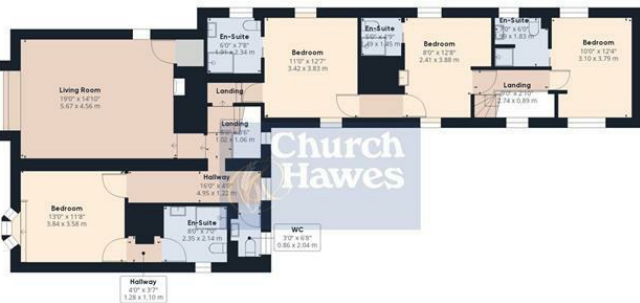 En-Suite
6'0" x 7'8"
1.81 x 2.34 m
Bedroom
11'0" x 12'7"
3.42 x 3.83 m
En-Suite
Bedroom
8'0" x 12'8"
2.41 x 3.88 m
En-Suite
Bedroom
10'0" x 12'4"
3.10 x 3.79 m
Living Room
19'0" x 14'10"
5.67 x 4.56 m
Landing
Landing
2.74 x 0.89 m
Landing
1.02 x 1.06 m
Church
Hawes
Hallway
16'0" x 4'0"
4.95 x 1.22 m
Bedroom
13'0" x 11'8"
3.84 x 3.58 m
En-Suite
8'0" x 7'0"
2.35 x 2.14 m
WC
3'0" x 6'8"
0.86 x 2.04 m
Hallway
4'0" x 3'7"
1.28 x 1.10 m